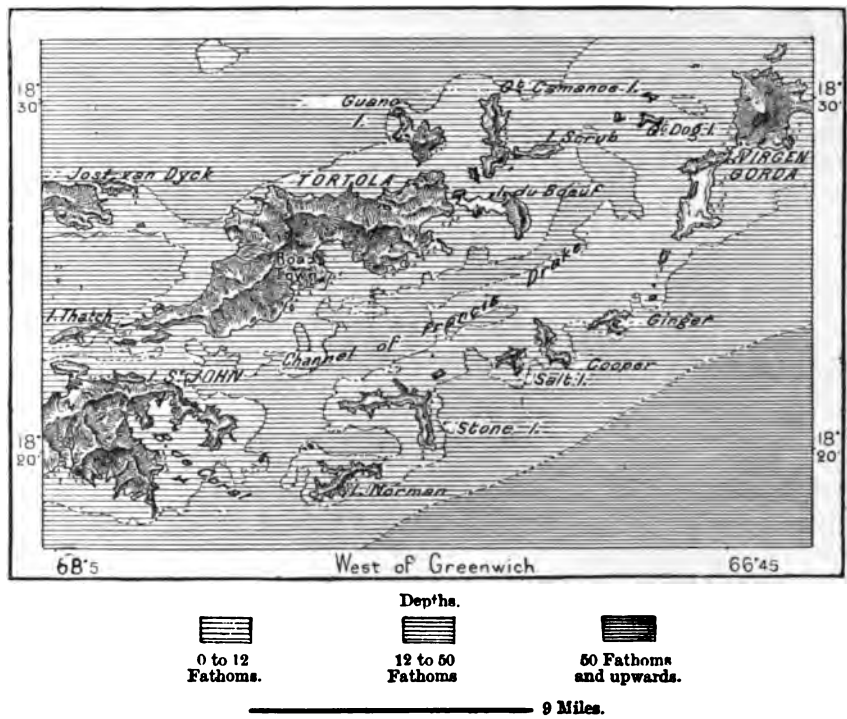 18°
30'
18°
30'
Gt. Camanoe I.
Guano
I.
Gt. Dog I.
I. Scrub
VIRGEN
GORDA
Jost van Dyck
TORTOLA
I. du Bœuf
Road
Town
Drake
Francis
of
Channel
I. Thatch
Ginger
Cooper
Salt I.
I. St. JOHN
Stone I.
B. de Coral
18°
20'
18°
20'
I. Norman
68°5
West of Greenwich
66°45
Depths.
0 to 12
Fathoms.
12 to 50
Fathoms
50 Fathoms
and upwards.
9 Miles.